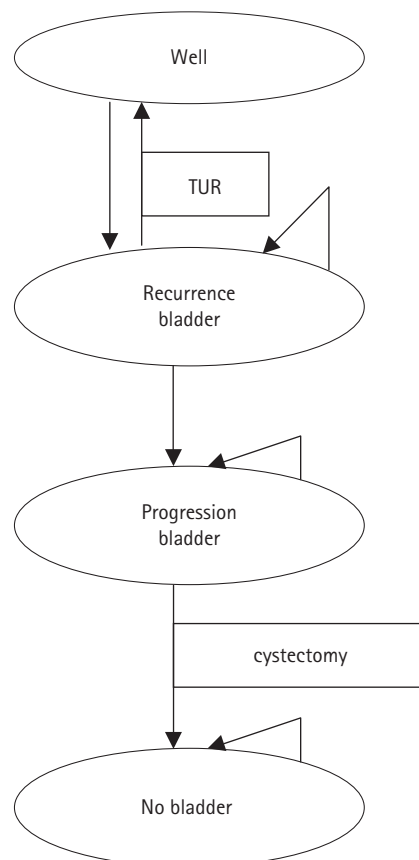 Well
TUR
Recurrence
bladder
Progression
bladder
cystectomy
No bladder